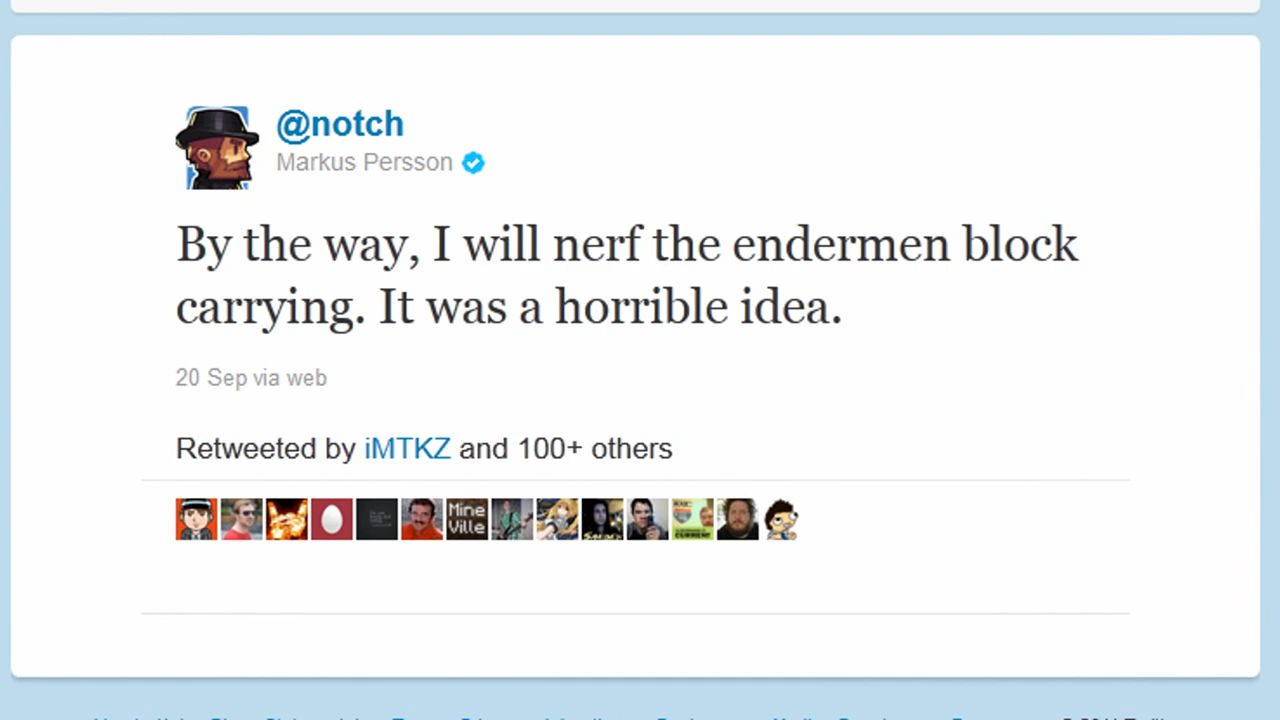 @notch
Markus Persson
By the way, I will nerf the endermen block
carrying. It was a horrible idea.
20 Sep via web
Retweeted by iMTKZ and 100+ others
Mine
Ville